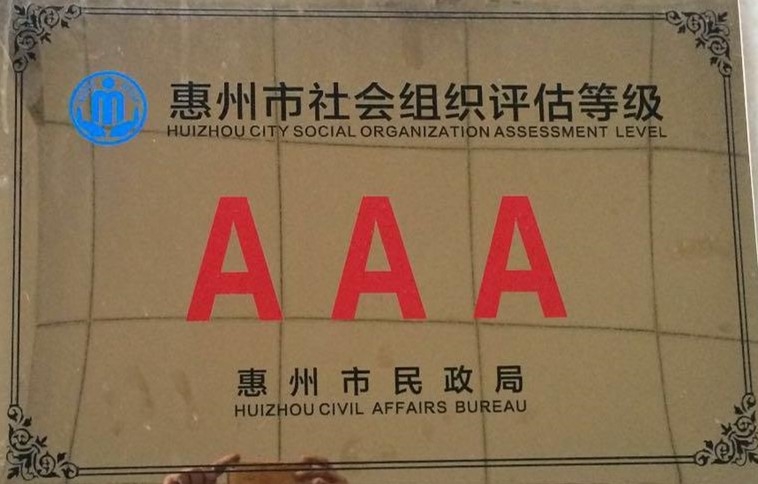 惠州市社会组织评估等级
HUIZHOU CITY SOCIAL ORGANIZATION ASSESSMENT LEVEL
AAA
惠州市民政局
HUIZHOU CIVIL AFFAIRS BUREAU